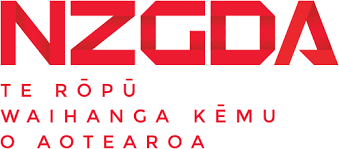 NZGDA
TE RŌPŪ
WAIHANGA KĒMU
O AOTEAROA